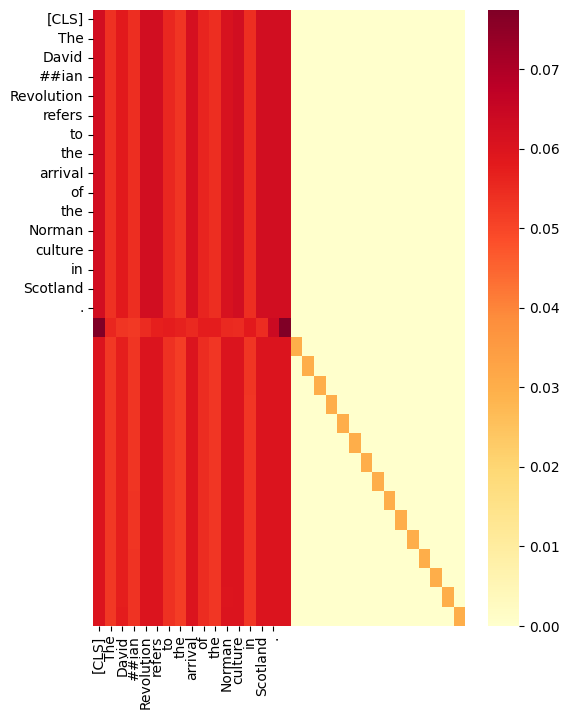 [CLS]
The
David
##ian
Revolution
refers
to
the
arrival
of
the
Norman
culture
in
Scotland
.
0.07
0.06
0.05
0.04
0.03
0.02
0.01
0.00
[CLS]
The
David
##ian
Revolution
refers
to
the
arrival
of
the
Norman
culture
in
Scotland
.